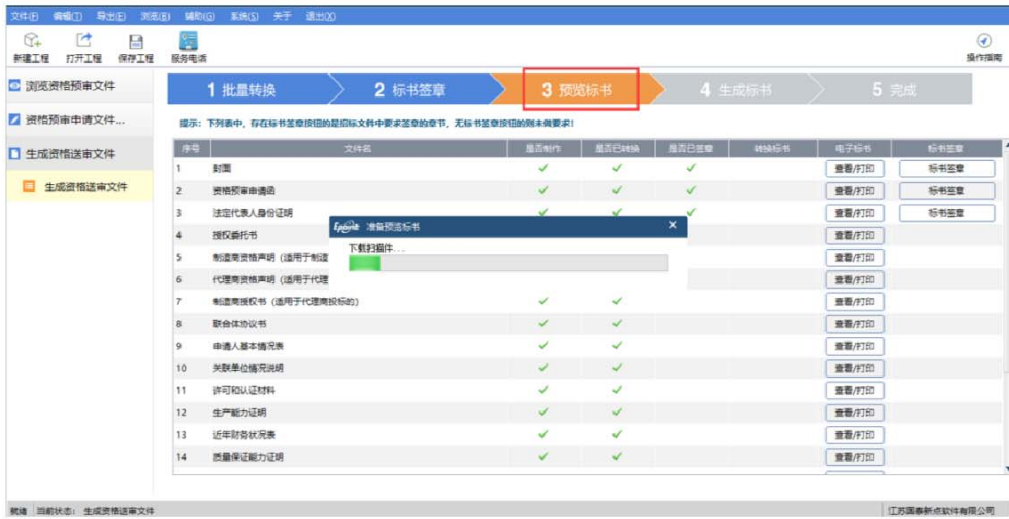 文件(F) 编辑(I) 导出(E) 浏览(B) 辅助(G) 系统(S) 关于 退出(X)
新建工程 打开工程 保存工程 服务电话 操作指南
浏览资格预审文件
资格预审申请文件...
生成资格送审文件
生成资格送审文件
1 批量转换 2 标书签章 3 预览标书 4 生成标书 5 完成
提示：下列表中，存在标书签章按钮的是招标文件中要求签章的章节，无标书签章按钮的则未做要求！
序号 文件名 是否制作 是否已转换 是否已签章 转换标书 电子标书 标书签章
1 封面 查看/打印 标书签章
2 资格预审申请函 查看/打印 标书签章
3 法定代表人身份证明 查看/打印 标书签章
4 授权委托书 查看/打印
5 制造商资格声明（适用于制造 查看/打印
6 代理商资格声明（适用于代理 查看/打印
Epoint 准备预览标书
下载扫描件...
7 制造商授权书（适用于代理商投标的） 查看/打印
8 联合体协议书 查看/打印
9 申请人基本情况表 查看/打印
10 关联单位情况说明 查看/打印
11 许可和认证材料 查看/打印
12 生产能力证明 查看/打印
13 近年财务状况表 查看/打印
14 质量保证能力证明 查看/打印
就绪 当前状态：生成资格送审文件 江苏国泰新点软件有限公司